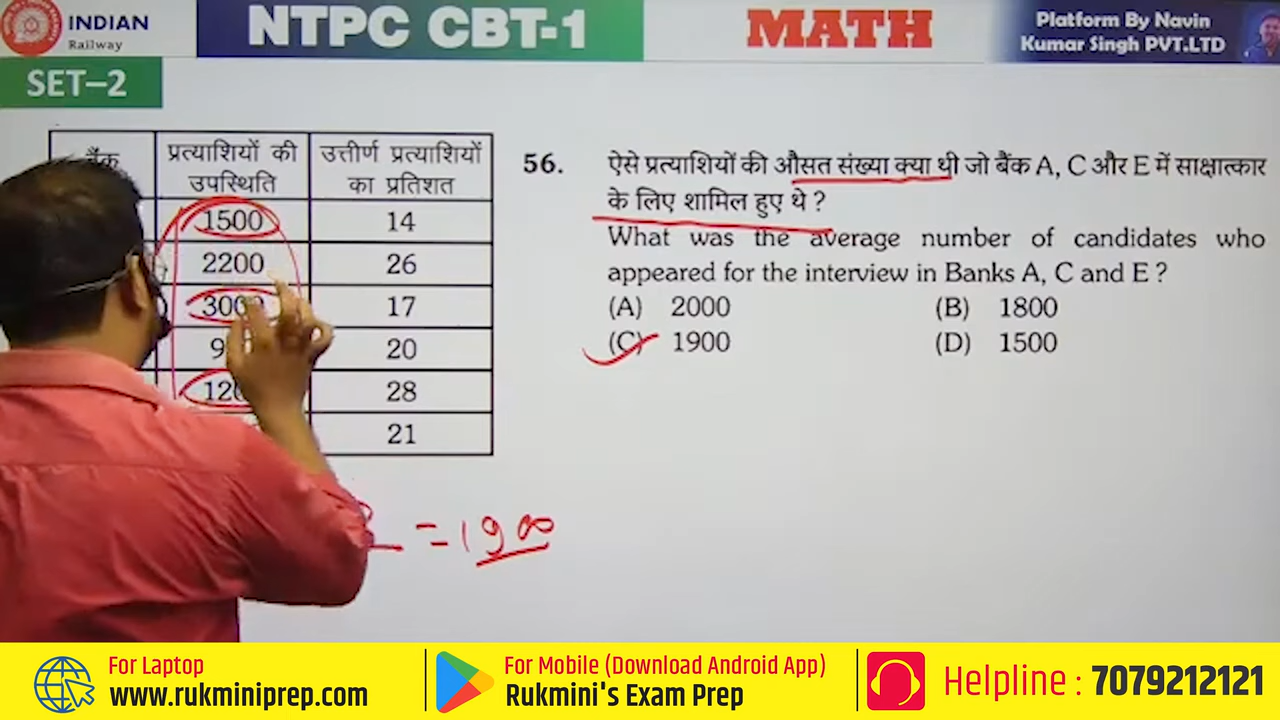 INDIAN
Railway
NTPC CBT-1
MATH
Platform By Navin
Kumar Singh PVT.LTD
SET–2
प्रत्याशियों की उत्तीर्ण प्रत्याशियों
उपस्थिति का प्रतिशत
1500 14
2200 26
17
20
28
21
56. ऐसे प्रत्याशियों की औसत संख्या क्या थी जो बैंक A, C और E में साक्षात्कार
के लिए शामिल हुए थे ?
What was the average number of candidates who
appeared for the interview in Banks A, C and E ?
(A) 2000 (B) 1800
(C) 1900 (D) 1500
= 1900
For Laptop
www.rukminiprep.com
For Mobile (Download Android App)
Rukmini's Exam Prep
Helpline : 7079212121